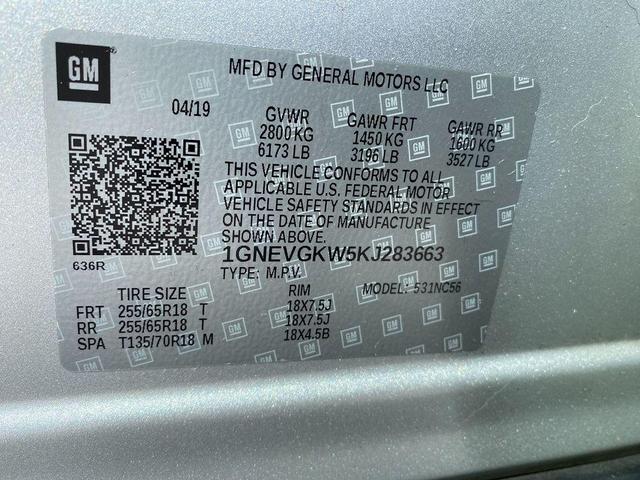 GM
MFD BY GENERAL MOTORS LLC
04/19 GVWR GAWR FRT GAWR RR
2800 KG 1450 KG 1600 KG
6173 LB 3196 LB 3527 LB
THIS VEHICLE CONFORMS TO ALL
APPLICABLE U.S. FEDERAL MOTOR
VEHICLE SAFETY STANDARDS IN EFFECT
ON THE DATE OF MANUFACTURE
SHOWN ABOVE.
636R
1GNEVGKW5KJ283663
TYPE: M.P.V. MODEL: 531NC56
TIRE SIZE RIM
FRT 255/65R18 T 18X7.5J
RR 255/65R18 T 18X7.5J
SPA T135/70R18 M 18X4.5B